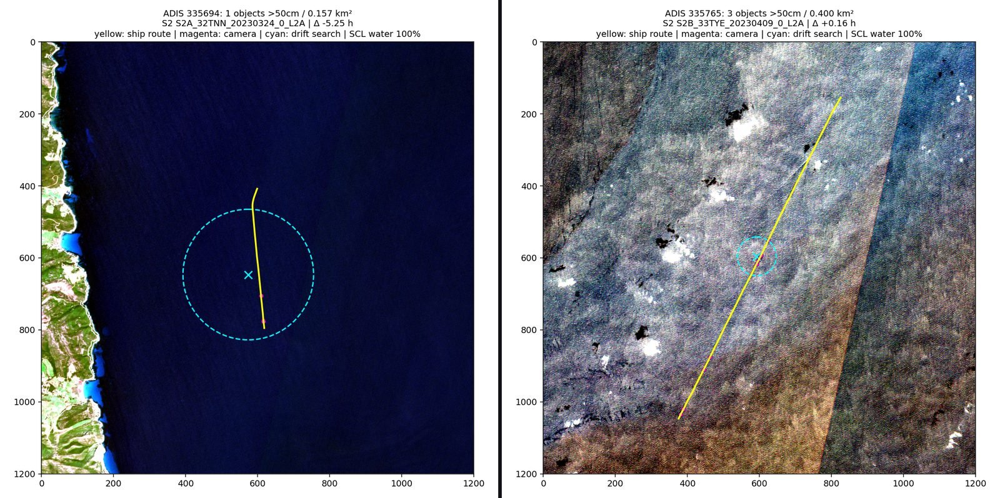 ADIS 335694: 1 objects >50cm / 0.157 km²
S2 S2A_32TNN_20230324_0_L2A | Δ -5.25 h
yellow: ship route | magenta: camera | cyan: drift search | SCL water 100%
0
200
400
600
800
1000
1200
0 200 400 600 800 1000 1200
ADIS 335765: 3 objects >50cm / 0.400 km²
S2 S2B_33TYE_20230409_0_L2A | Δ +0.16 h
yellow: ship route | magenta: camera | cyan: drift search | SCL water 100%
0
200
400
600
800
1000
1200
0 200 400 600 800 1000 1200